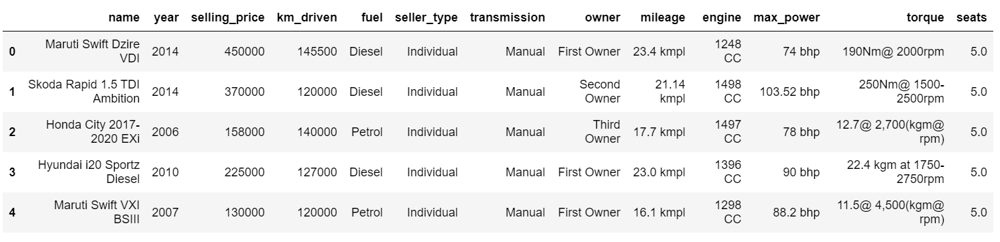 name year selling_price km_driven fuel seller_type transmission owner mileage engine max_power torque seats
0 Maruti Swift Dzire VDI 2014 450000 145500 Diesel Individual Manual First Owner 23.4 kmpl 1248 CC 74 bhp 190Nm@ 2000rpm 5.0
1 Skoda Rapid 1.5 TDI Ambition 2014 370000 120000 Diesel Individual Manual Second Owner 21.14 kmpl 1498 CC 103.52 bhp 250Nm@ 1500-2500rpm 5.0
2 Honda City 2017-2020 EXi 2006 158000 140000 Petrol Individual Manual Third Owner 17.7 kmpl 1497 CC 78 bhp 12.7@ 2,700(kgm@ rpm) 5.0
3 Hyundai i20 Sportz Diesel 2010 225000 127000 Diesel Individual Manual First Owner 23.0 kmpl 1396 CC 90 bhp 22.4 kgm at 1750-2750rpm 5.0
4 Maruti Swift VXI BSIII 2007 130000 120000 Petrol Individual Manual First Owner 16.1 kmpl 1298 CC 88.2 bhp 11.5@ 4,500(kgm@ rpm) 5.0